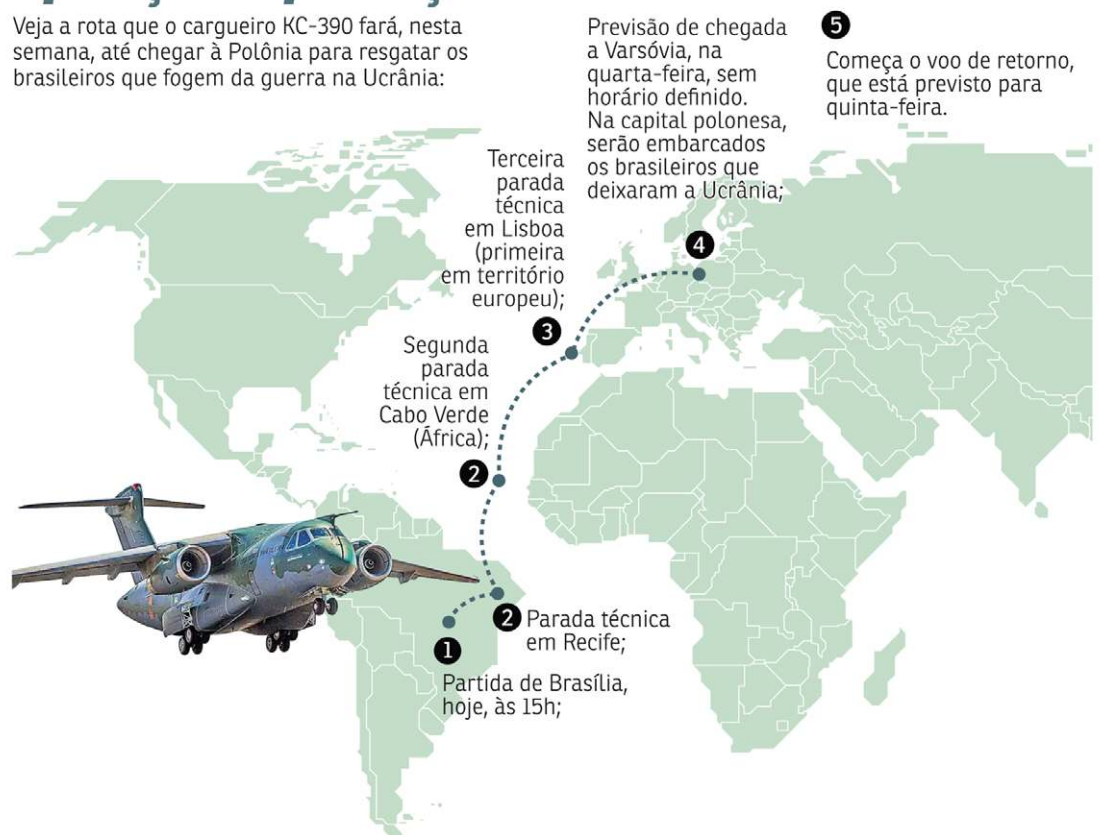 Veja a rota que o cargueiro KC-390 fará, nesta
semana, até chegar à Polônia para resgatar os
brasileiros que fogem da guerra na Ucrânia:
1
Partida de Brasília,
hoje, às 15h;
2 Parada técnica
em Recife;
Segunda
parada
técnica em
Cabo Verde
(África);
2
Terceira
parada
técnica
em Lisboa
(primeira
em território
europeu);
3
Previsão de chegada
a Varsóvia, na
quarta-feira, sem
horário definido.
Na capital polonesa,
serão embarcados
os brasileiros que
deixaram a Ucrânia;
4
5
Começa o voo de retorno,
que está previsto para
quinta-feira.